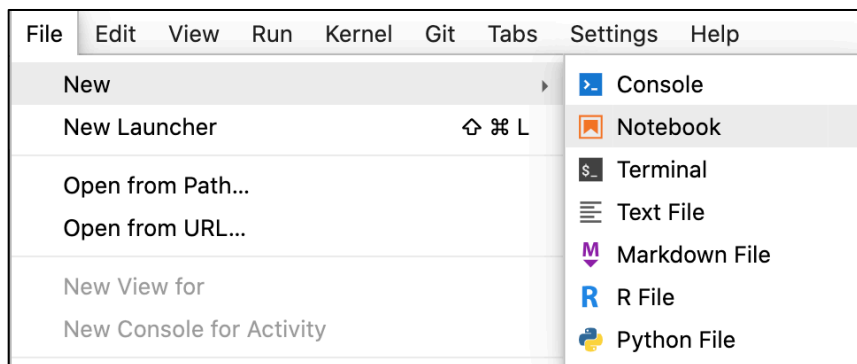 File Edit View Run Kernel Git Tabs Settings Help
New
New Launcher ⇧ ⌘ L
Open from Path...
Open from URL...
New View for
New Console for Activity
Console
Notebook
$_ Terminal
Text File
M Markdown File
R R File
Python File